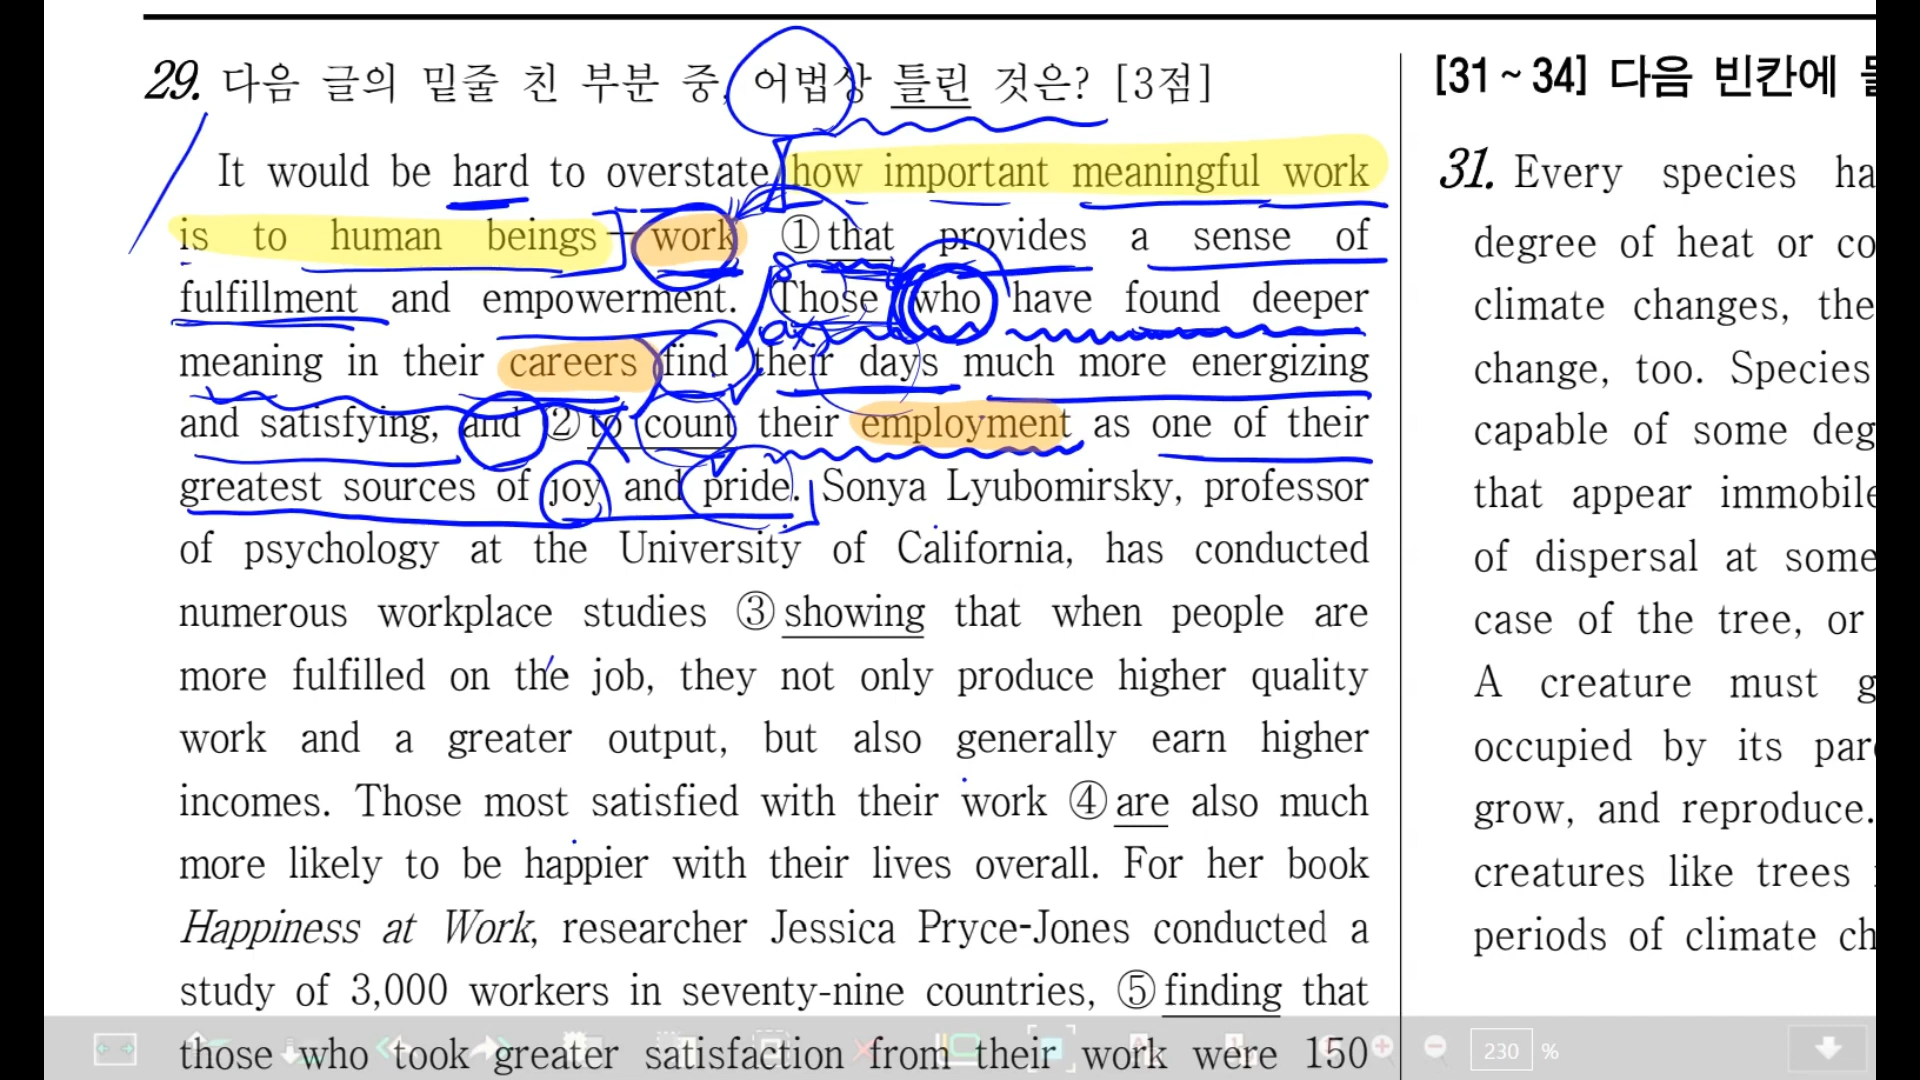 29. 다음 글의 밑줄 친 부분 중, 어법상 틀린 것은? [3점]
It would be hard to overstate how important meaningful work
is to human beings — work ① that provides a sense of
fulfillment and empowerment. Those who have found deeper
meaning in their careers find their days much more energizing
and satisfying, and ② to count their employment as one of their
greatest sources of joy and pride. Sonya Lyubomirsky, professor
of psychology at the University of California, has conducted
numerous workplace studies ③ showing that when people are
more fulfilled on the job, they not only produce higher quality
work and a greater output, but also generally earn higher
incomes. Those most satisfied with their work ④ are also much
more likely to be happier with their lives overall. For her book
Happiness at Work, researcher Jessica Pryce-Jones conducted a
study of 3,000 workers in seventy-nine countries, ⑤ finding that
those who took greater satisfaction from their work were 150
[31~34] 다음 빈칸에
31. Every species ha
degree of heat or co
climate changes, the
change, too. Species
capable of some deg
that appear immobile
of dispersal at some
case of the tree, or
A creature must g
occupied by its par
grow, and reproduce.
creatures like trees
periods of climate ch
230 %